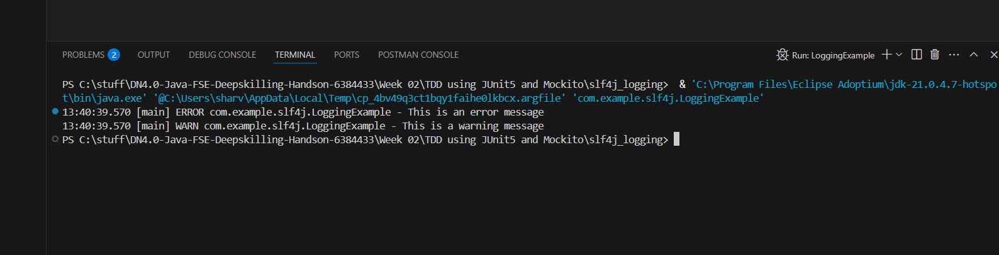 PROBLEMS 2 OUTPUT DEBUG CONSOLE TERMINAL PORTS POSTMAN CONSOLE Run: LoggingExample
PS C:\stuff\DN4.0-Java-FSE-Deepskilling-Handson-6384433\Week 02\TDD using JUnit5 and Mockito\slf4j_logging> & 'C:\Program Files\Eclipse Adoptium\jdk-21.0.4.7-hotspo
t\bin\java.exe' '@C:\Users\sharv\AppData\Local\Temp\cp_4bv49q3ct1bqy1faihe0lkbcx.argfile' 'com.example.slf4j.LoggingExample'
13:40:39.570 [main] ERROR com.example.slf4j.LoggingExample - This is an error message
13:40:39.570 [main] WARN com.example.slf4j.LoggingExample - This is a warning message
PS C:\stuff\DN4.0-Java-FSE-Deepskilling-Handson-6384433\Week 02\TDD using JUnit5 and Mockito\slf4j_logging>